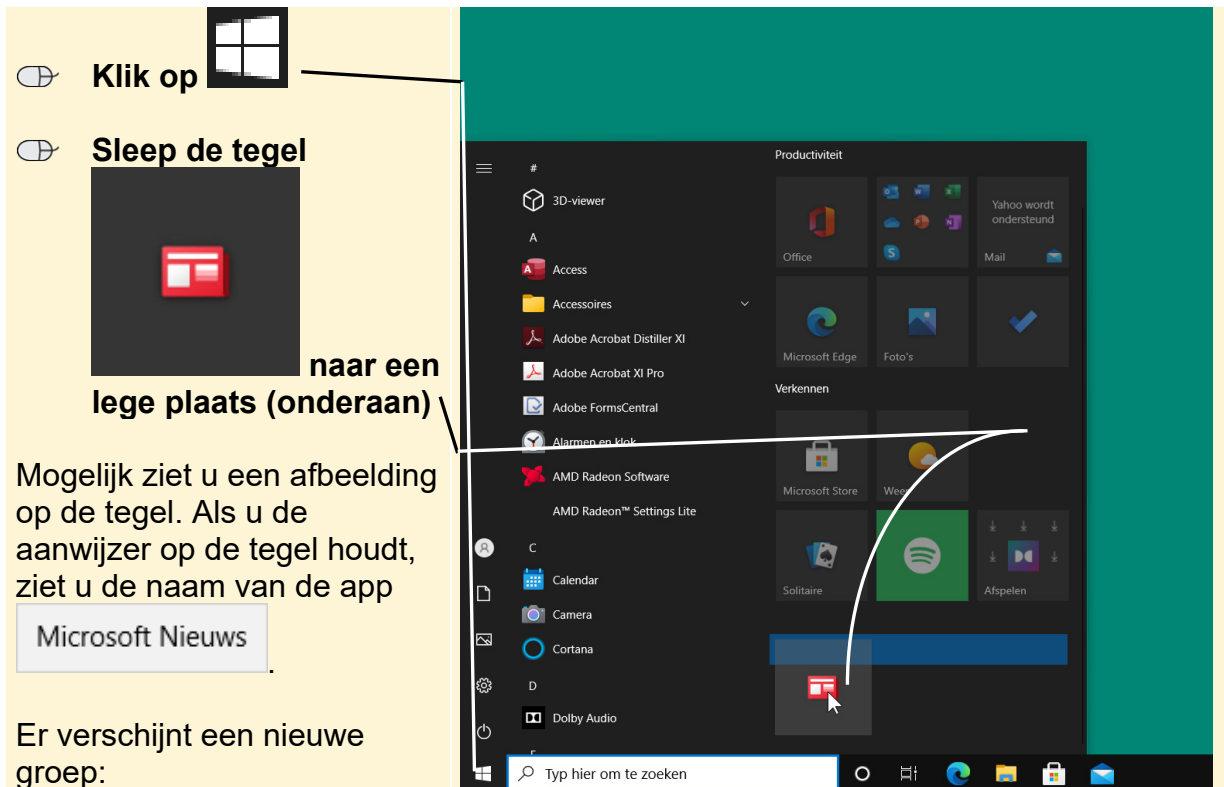 Klik op
Sleep de tegel
naar een
lege plaats (onderaan)
Mogelijk ziet u een afbeelding
op de tegel. Als u de
aanwijzer op de tegel houdt,
ziet u de naam van de app
Microsoft Nieuws
.
Er verschijnt een nieuwe
groep:
#
3D-viewer
A
Access
Accessoires
Adobe Acrobat Distiller XI
Adobe Acrobat XI Pro
Adobe FormsCentral
Alarmen en klok
AMD Radeon Software
AMD Radeon™ Settings Lite
C
Calendar
Camera
Cortana
D
Dolby Audio
Productiviteit
Office
Yahoo wordt
ondersteund
Mail
Microsoft Edge
Foto's
Verkennen
Microsoft Store
Weer
Solitaire
Afspelen
Typ hier om te zoeken